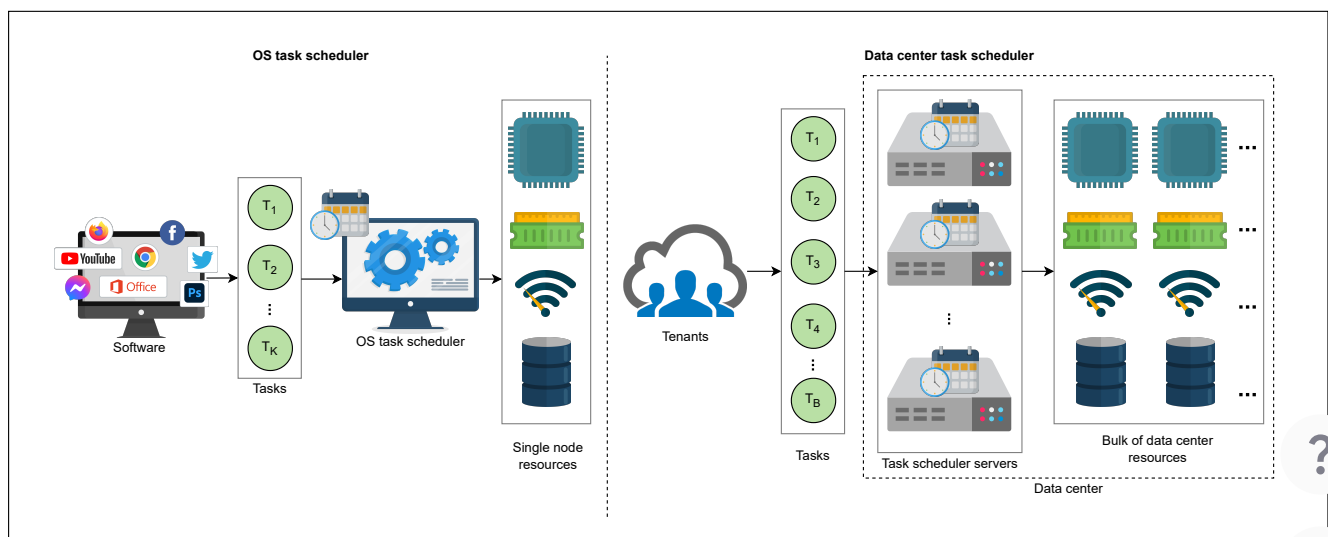 OS task scheduler
Data center task scheduler
T1
T2
...
TK
YouTube
Office
Ps
Software
Tasks
OS task scheduler
Single node
resources
Tenants
T1
T2
T3
T4
...
TB
Tasks
...
Task scheduler servers
...
...
...
...
Bulk of data center
resources
Data center
?